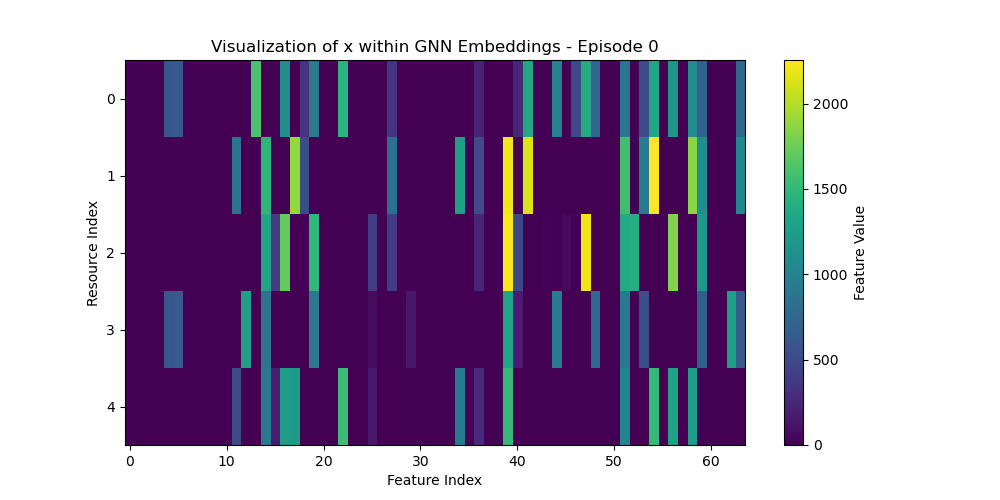 Visualization of x within GNN Embeddings - Episode 0
0
1
2
3
4
Resource Index
0 10 20 30 40 50 60
Feature Index
2000
1500
1000
500
0
Feature Value